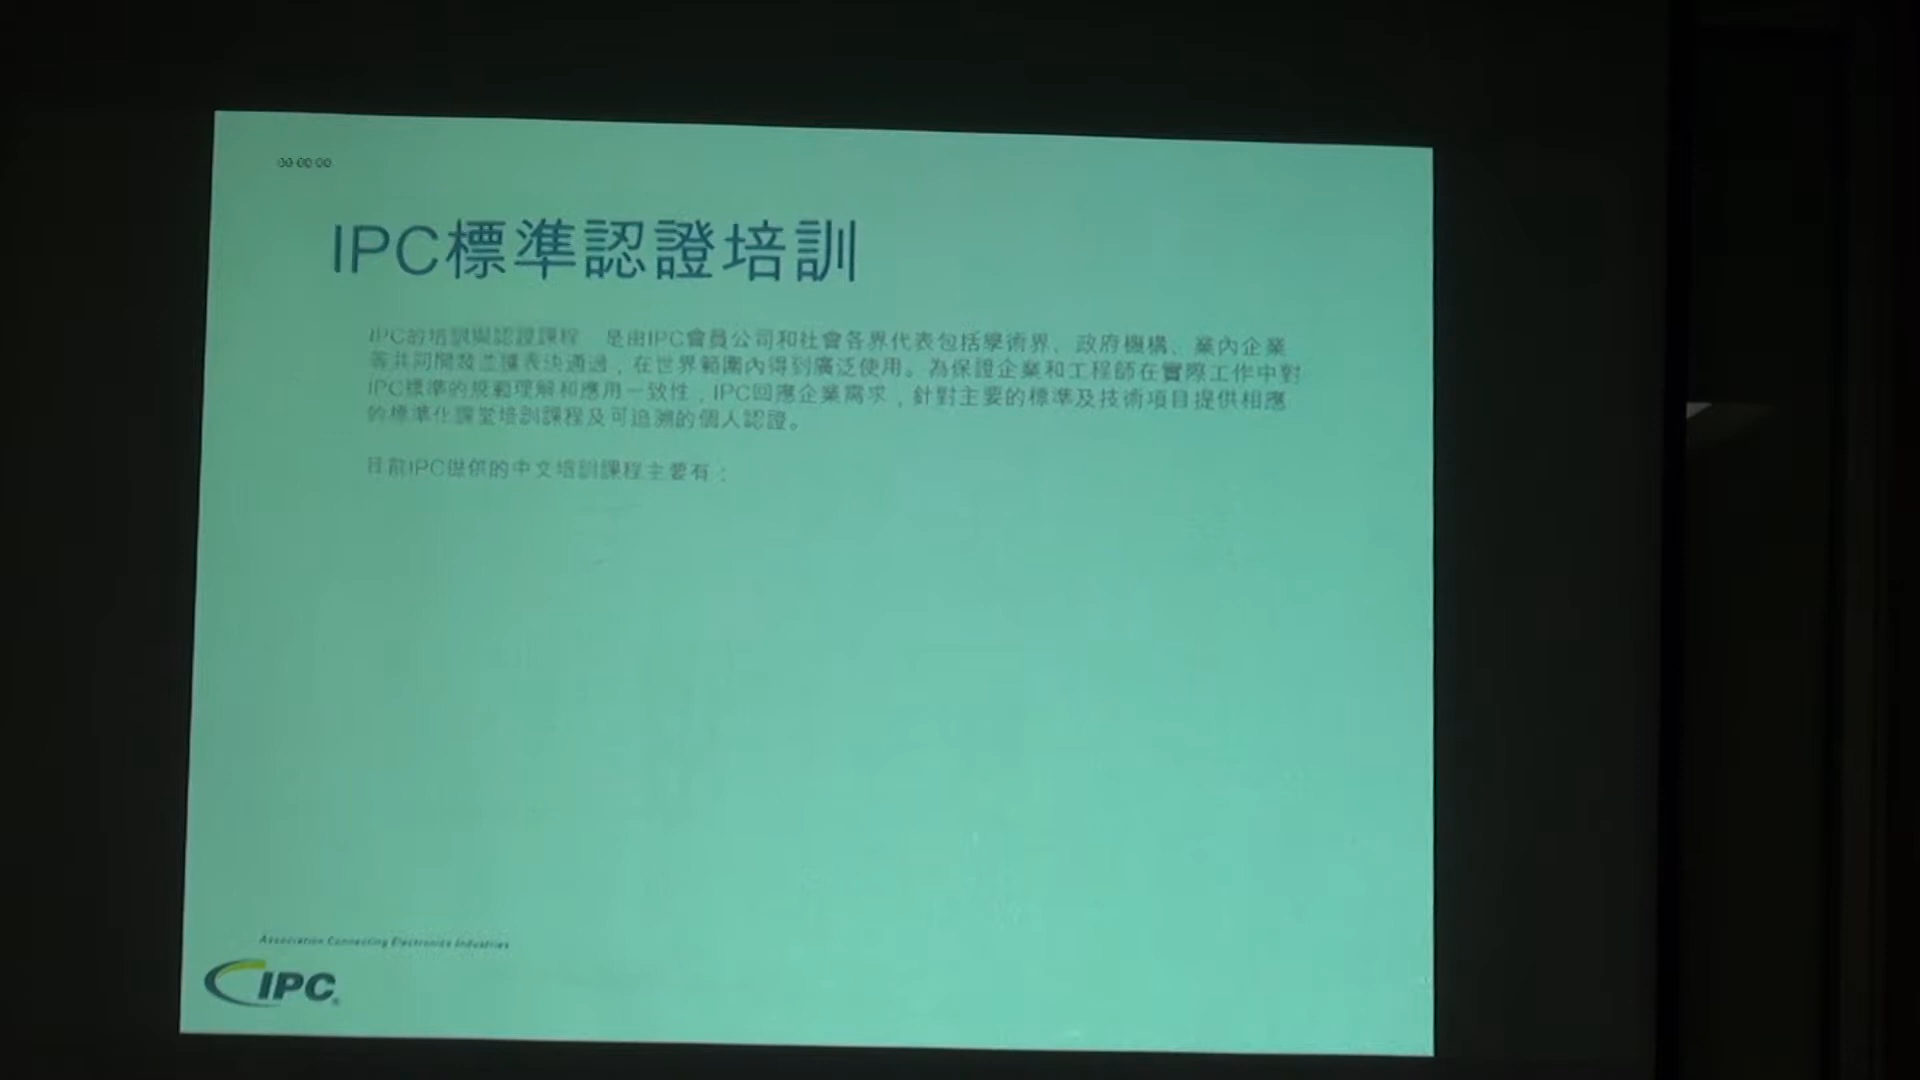 00:00:00
IPC標準認證培訓
IPC的培訓與認證課程 是由IPC會員公司和社會各界代表包括學術界、政府機構、業內企業
等共同開發並獲表決通過，在世界範圍內得到廣泛使用。為保證企業和工程師在實際工作中對
IPC標準的規範理解和應用一致性，IPC回應企業需求，針對主要的標準及技術項目提供相應
的標準化課堂培訓課程及可追溯的個人認證。
目前IPC提供的中文培訓課程主要有：
Association Connecting Electronics Industries
IPC®